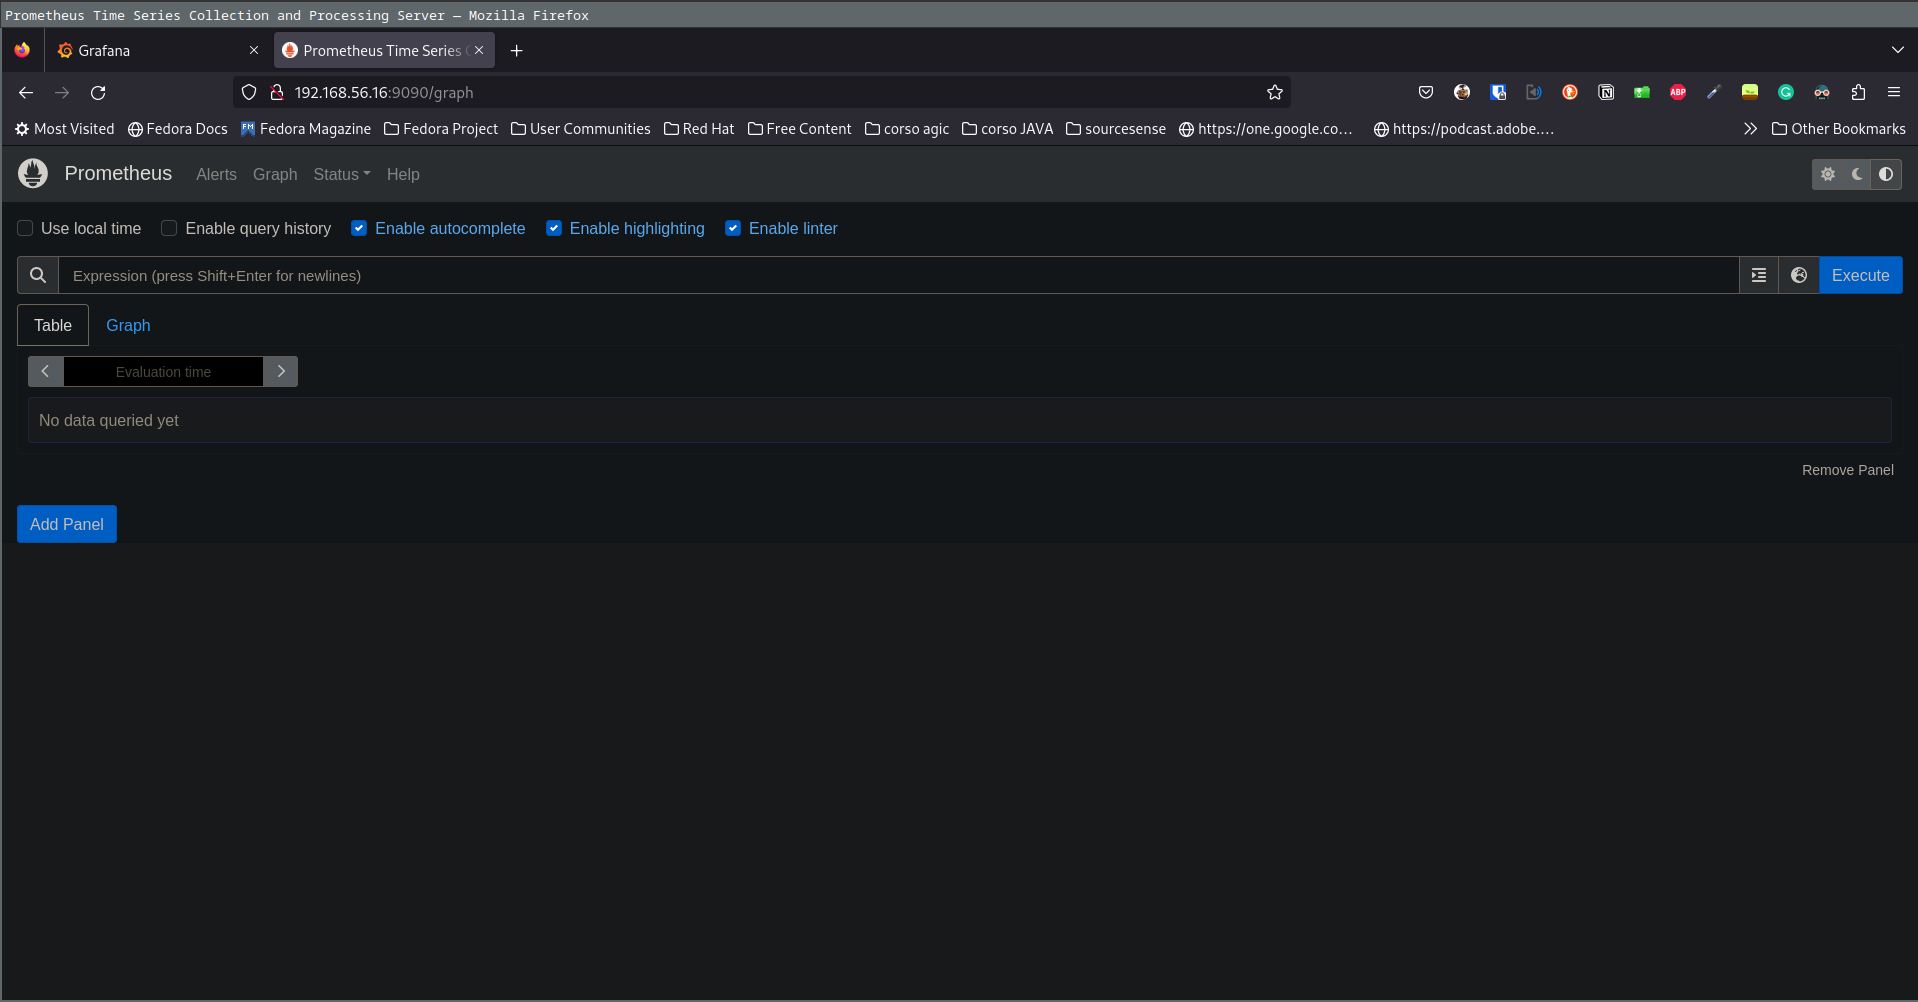 Prometheus Time Series Collection and Processing Server — Mozilla Firefox
Grafana
Prometheus Time Series
192.168.56.16:9090/graph
ABP
Most Visited Fedora Docs FM Fedora Magazine Fedora Project User Communities Red Hat Free Content corso agic corso JAVA sourcesense https://one.google.co... https://podcast.adobe.... Other Bookmarks
Prometheus Alerts Graph Status Help
Use local time Enable query history Enable autocomplete Enable highlighting Enable linter
Expression (press Shift+Enter for newlines) Execute
Table Graph
Evaluation time
No data queried yet
Remove Panel
Add Panel